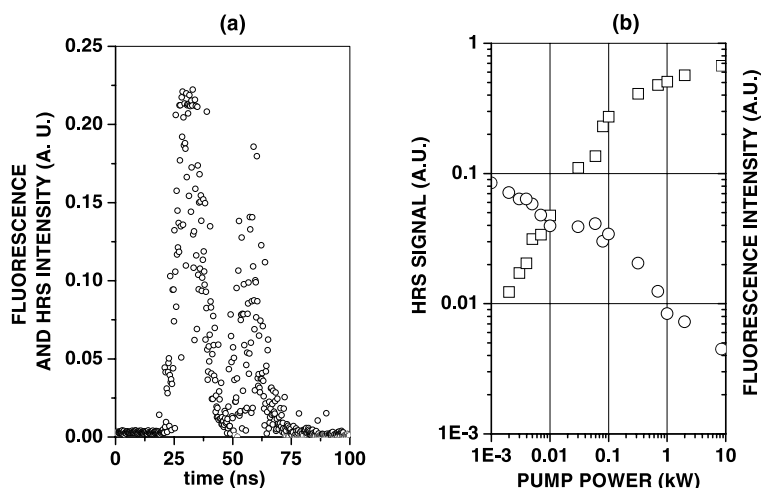 (a)
FLUORESCENCE
AND HRS INTENSITY (A. U.)
0.25
0.20
0.15
0.10
0.05
0.00
0
25
50
75
100
time (ns)
(b)
HRS SIGNAL (A.U.)
1
0.1
0.01
1E-3
1E-3
0.01
0.1
1
10
PUMP POWER (kW)
FLUORESCENCE INTENSITY (A.U.)